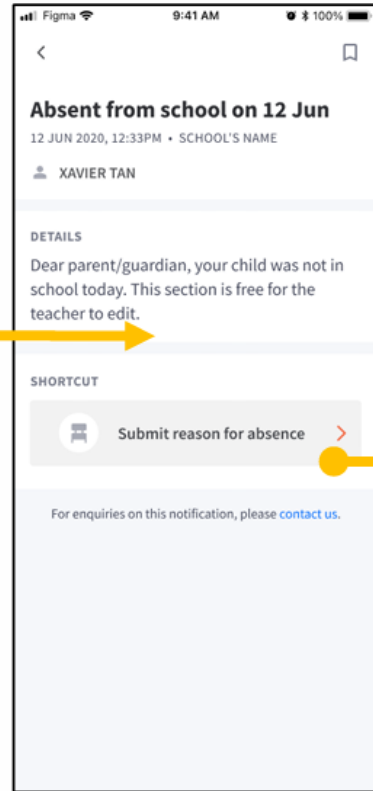 Figma 9:41 AM 100%
Absent from school on 12 Jun
12 JUN 2020, 12:33PM • SCHOOL'S NAME
XAVIER TAN
DETAILS
Dear parent/guardian, your child was not in
school today. This section is free for the
teacher to edit.
SHORTCUT
Submit reason for absence
For enquiries on this notification, please contact us.